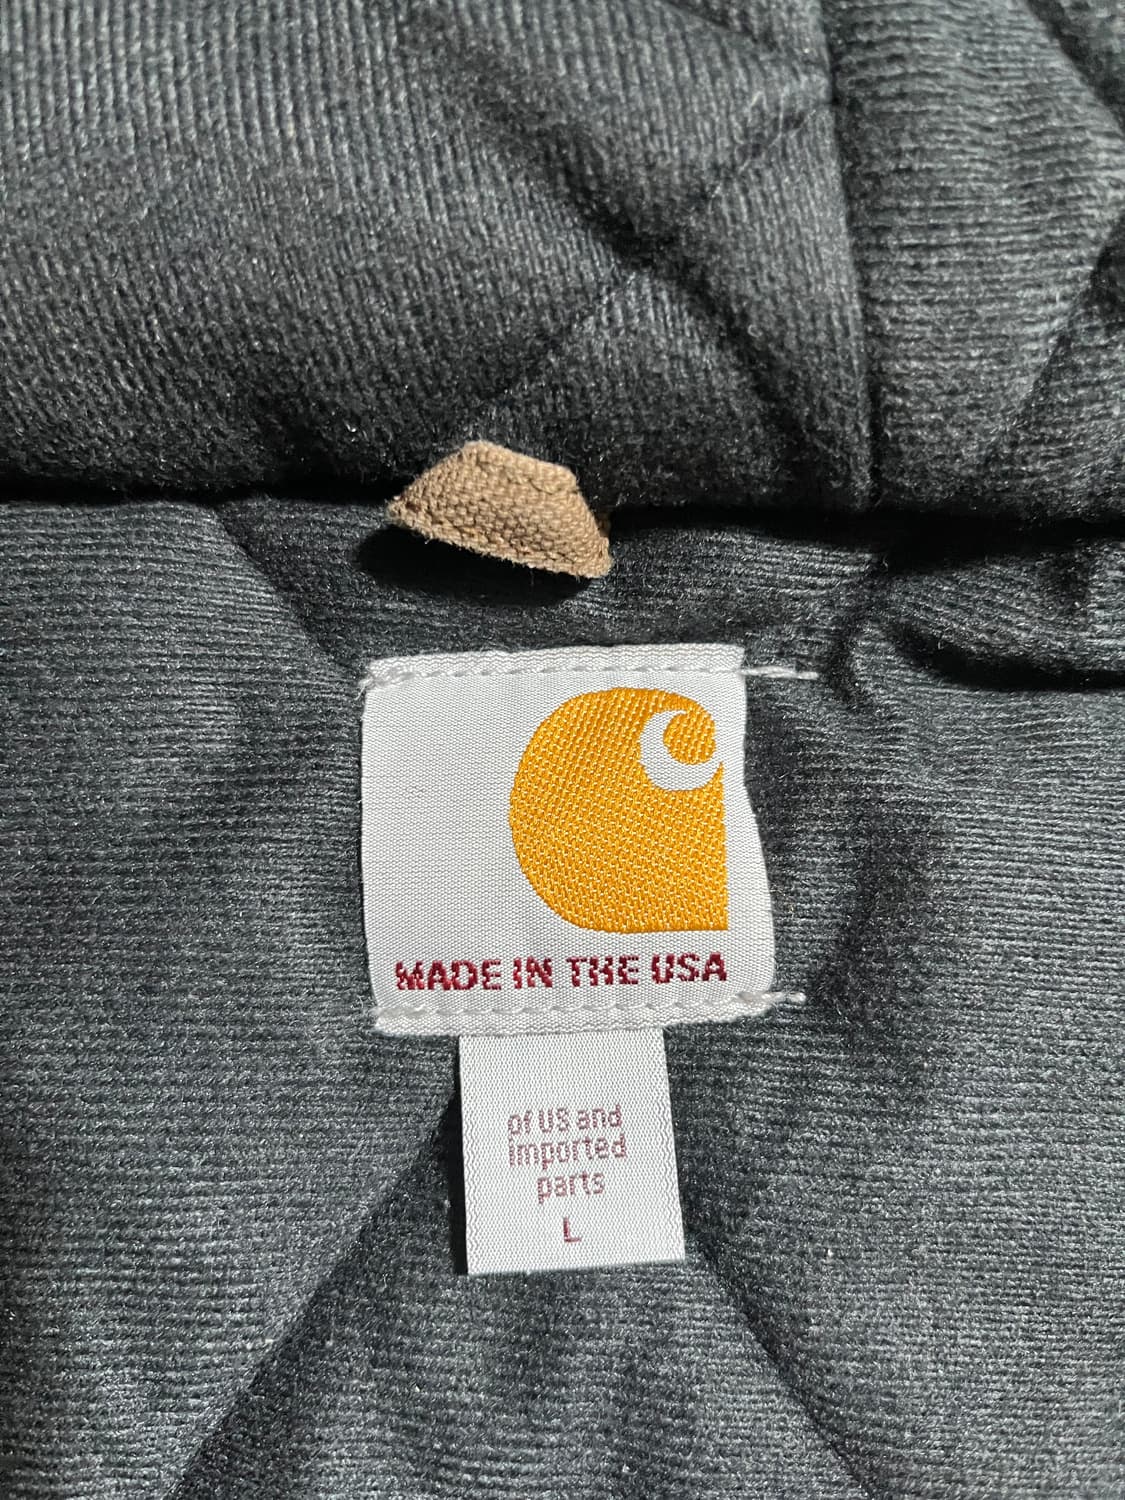 MADE IN THE USA
of US and
imported
parts
L